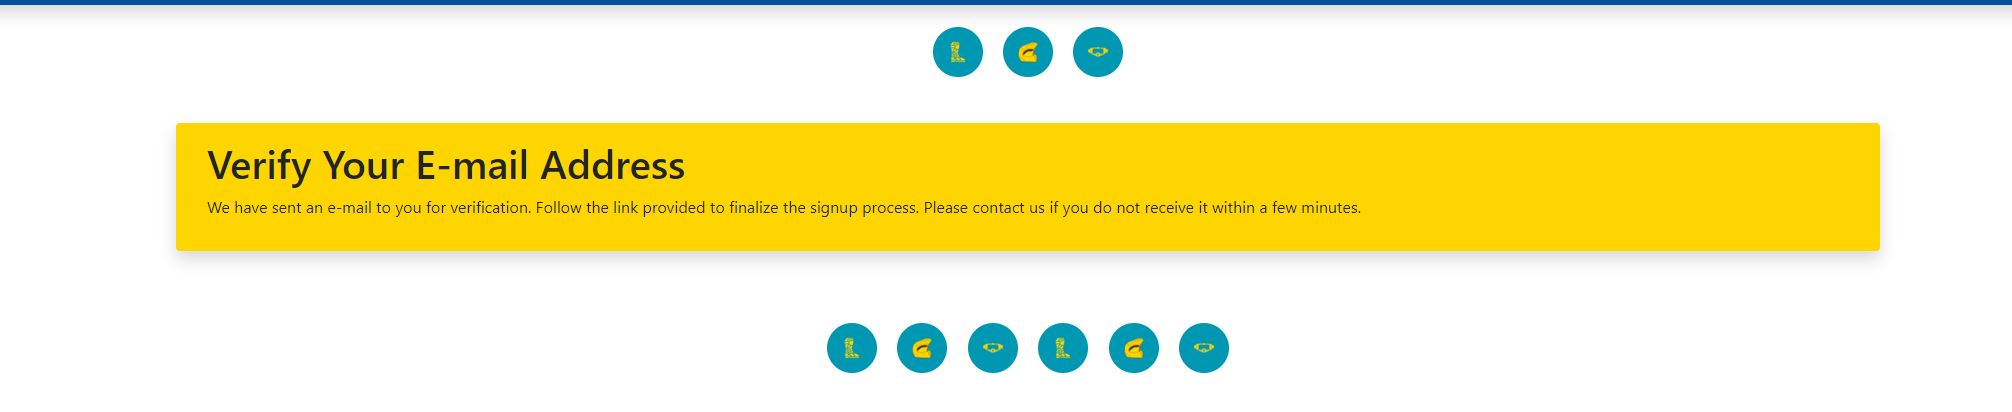 Verify Your E-mail Address
We have sent an e-mail to you for verification. Follow the link provided to finalize the signup process. Please contact us if you do not receive it within a few minutes.